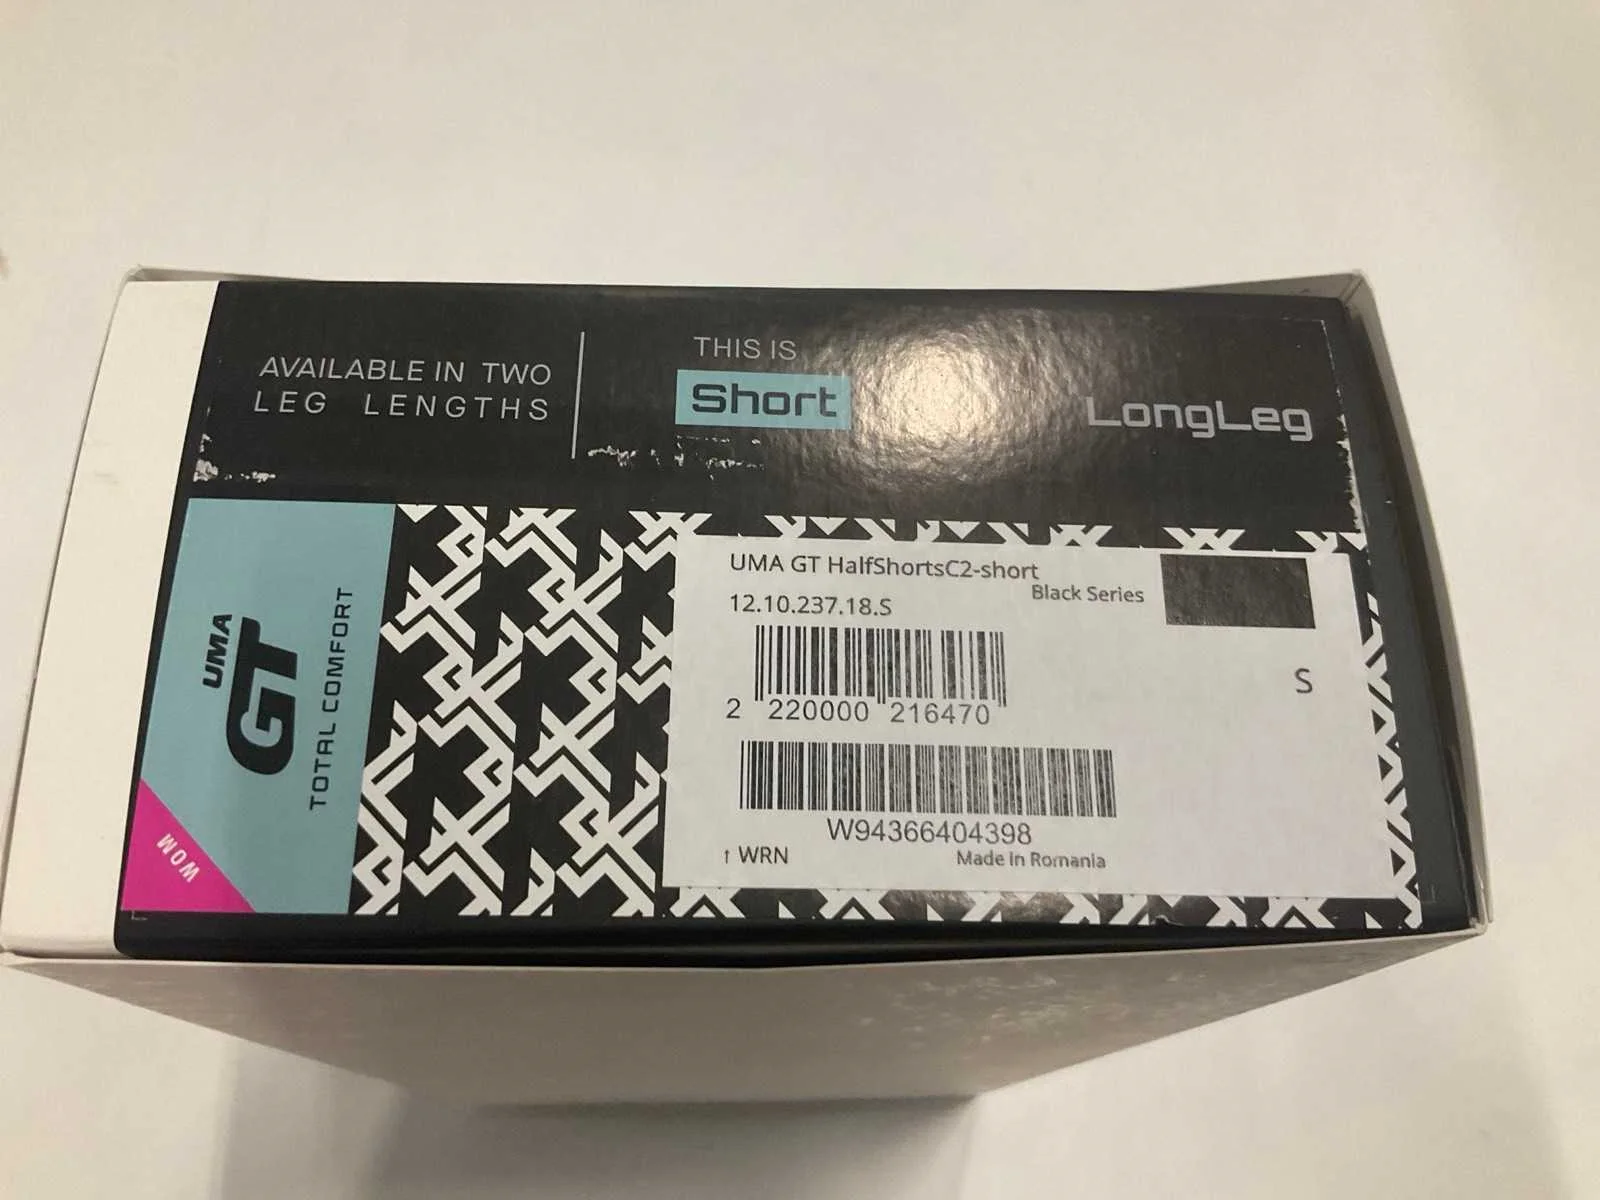 AVAILABLE IN TWO
LEG LENGTHS
THIS IS
Short
LongLeg
UMA
GT
TOTAL COMFORT
WOM
UMA GT HalfShortsC2-short
Black Series
12.10.237.18.S
2 220000 216470
S
W94366404398
↑ WRN
Made in Romania